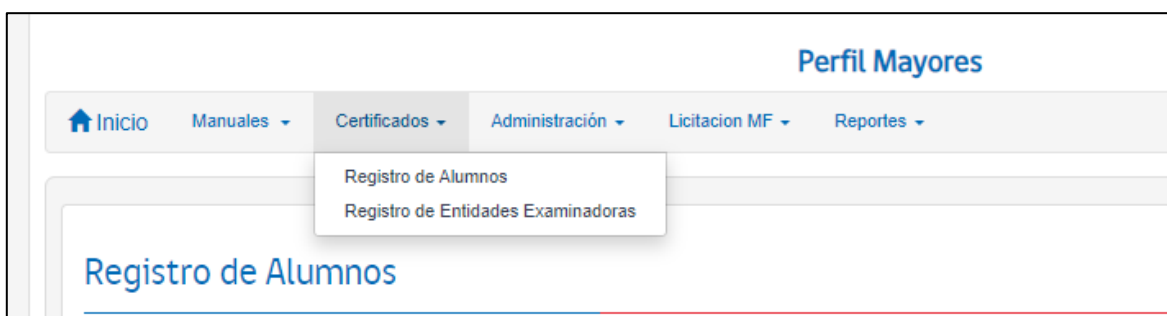 Perfil Mayores
Inicio Manuales Certificados Administración Licitacion MF Reportes
Registro de Alumnos
Registro de Entidades Examinadoras
Registro de Alumnos